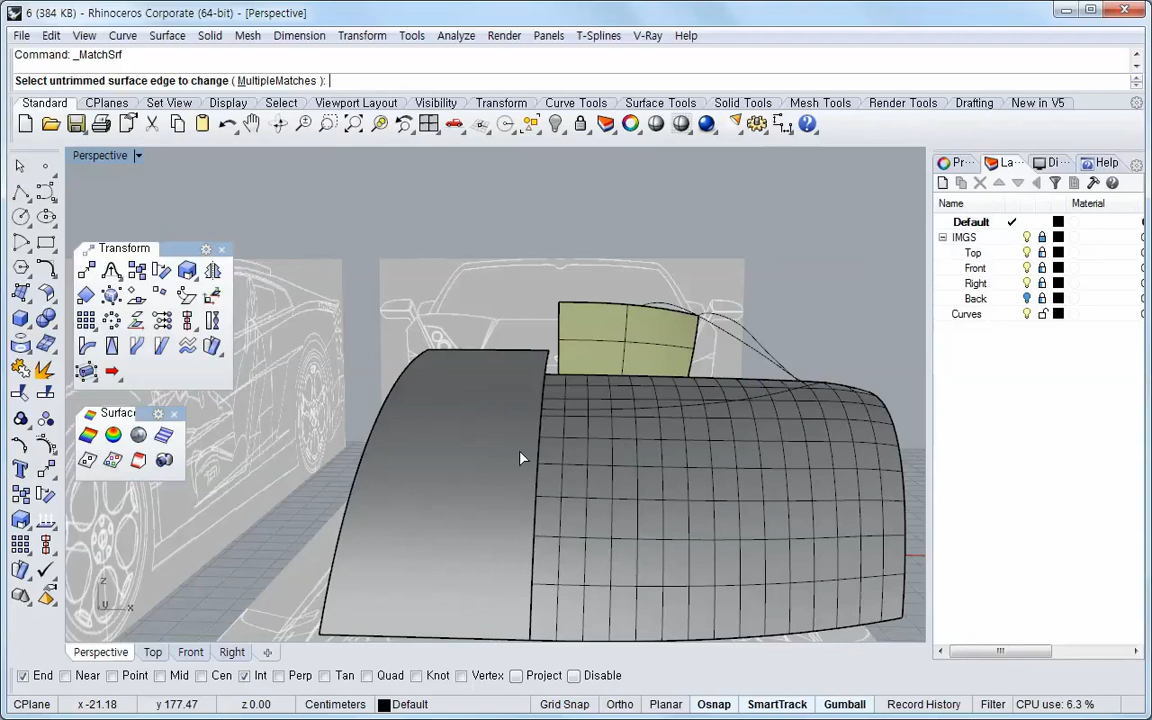 6 (384 KB) - Rhinoceros Corporate (64-bit) - [Perspective]
File Edit View Curve Surface Solid Mesh Dimension Transform Tools Analyze Render Panels T-Splines V-Ray Help
Command: _MatchSrf
Select untrimmed surface edge to change ( MultipleMatches ):
Standard CPlanes Set View Display Select Viewport Layout Visibility Transform Curve Tools Surface Tools Solid Tools Mesh Tools Render Tools Drafting New in V5
Perspective
Pr··· La··· Di··· Help
Name Material
Default
IMGS
Top
Front
Right
Back
Curves
Transform
Surface
z
y x
Perspective Top Front Right
End Near Point Mid Cen Int Perp Tan Quad Knot Vertex Project Disable
CPlane x -21.18 y 177.47 z 0.00 Centimeters Default Grid Snap Ortho Planar Osnap SmartTrack Gumball Record History Filter CPU use: 6.3 %